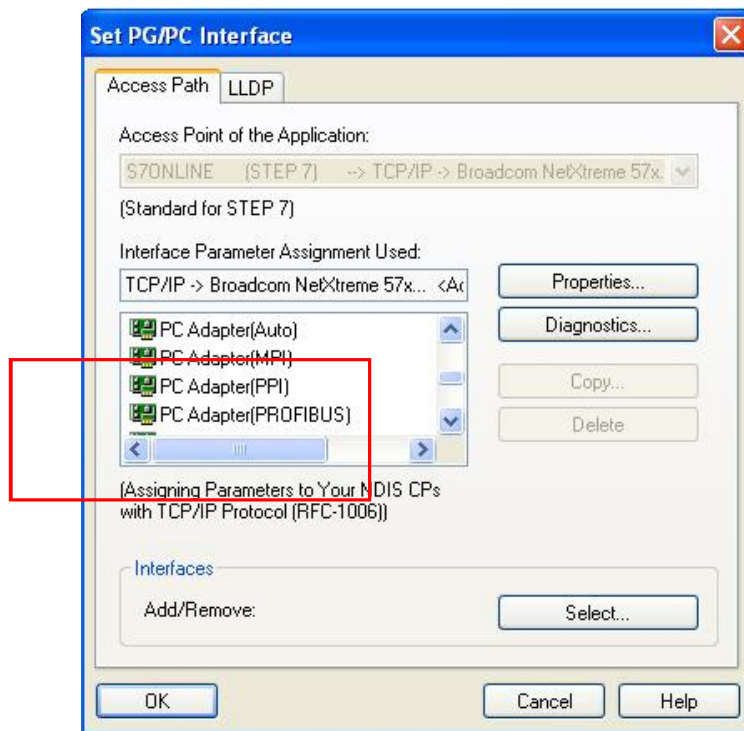 Set PG/PC Interface
Access Path
LLDP
Access Point of the Application:
S7ONLINE (STEP 7) --> TCP/IP -> Broadcom NetXtreme 57x.
(Standard for STEP 7)
Interface Parameter Assignment Used:
TCP/IP -> Broadcom NetXtreme 57x... <Ac
Properties...
PC Adapter(Auto)
Diagnostics...
PC Adapter(MPI)
PC Adapter(PPI)
Copy...
PC Adapter(PROFIBUS)
Delete
(Assigning Parameters to Your NDIS CPs
with TCP/IP Protocol (RFC-1006))
Interfaces
Add/Remove:
Select...
OK
Cancel
Help